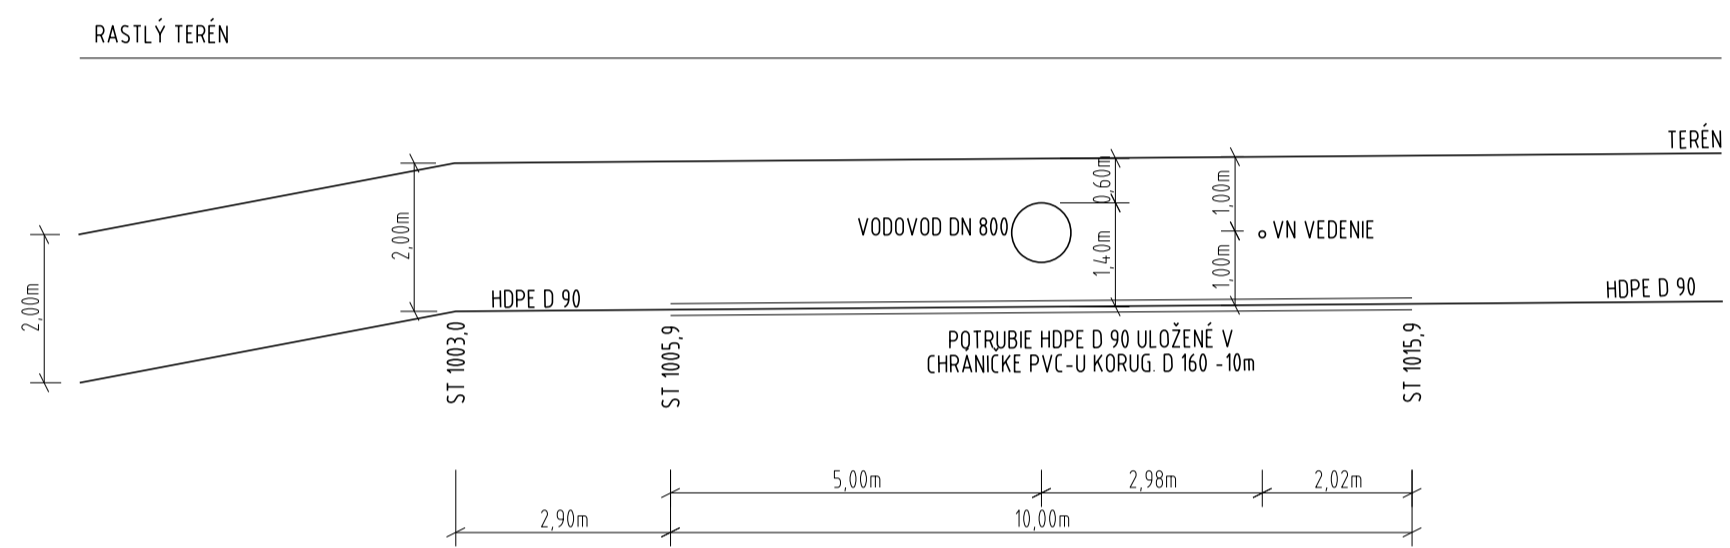 RASTLÝ TERÉN
TERÉN
0,60m
1,00m
VODOVOD DN 800
VN VEDENIE
2,00m
1,40m
1,00m
2,00m
HDPE D 90
HDPE D 90
ST 1003,0
ST 1005,9
POTRUBIE HDPE D 90 ULOŽENÉ V
CHRÁNIČKE PVC-U KORUG. D 160 -10m
ST 1015,9
5,00m
2,98m
2,02m
2,90m
10,00m